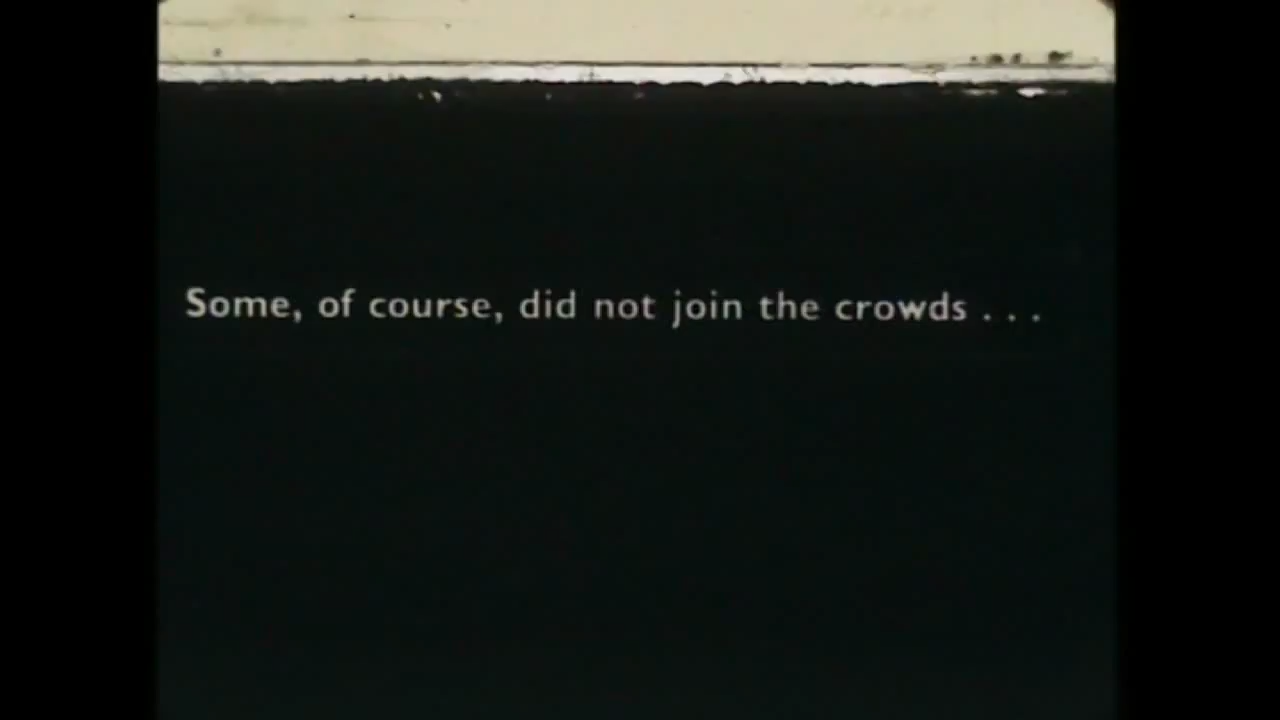 Some, of course, did not join the crowds . . .